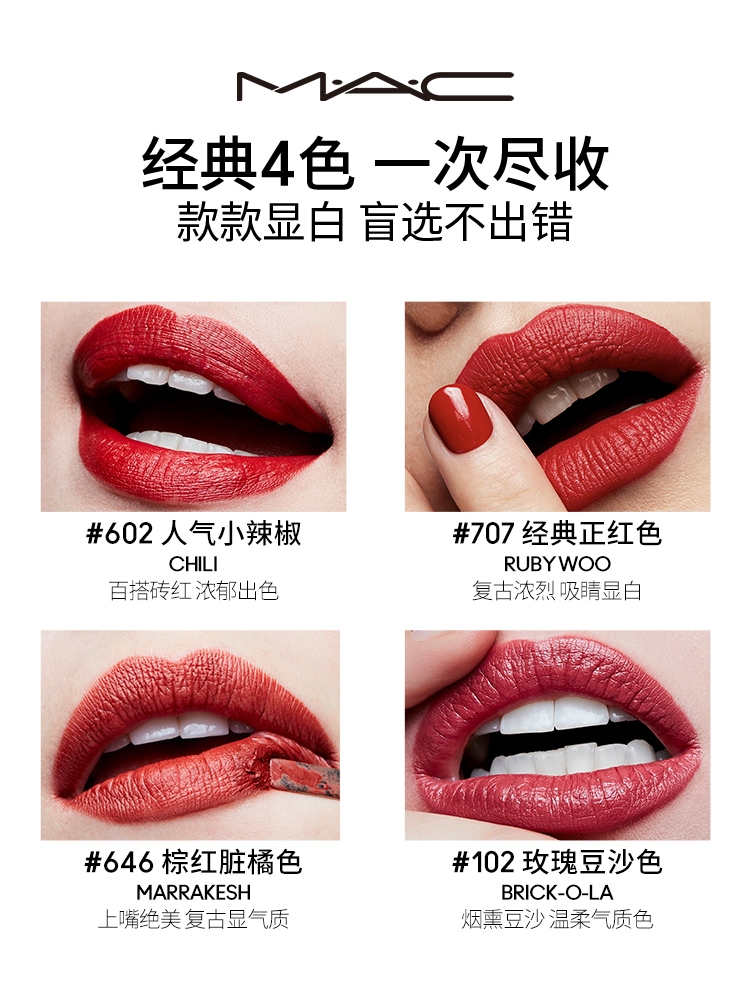 M·A·C
经典4色 一次尽收
款款显白 盲选不出错
#602 人气小辣椒
CHILI
百搭砖红 浓郁出色
#707 经典正红色
RUBY WOO
复古浓烈 吸睛显白
#646 棕红脏橘色
MARRAKESH
上嘴绝美 复古显气质
#102 玫瑰豆沙色
BRICK-O-LA
烟熏豆沙 温柔气质色